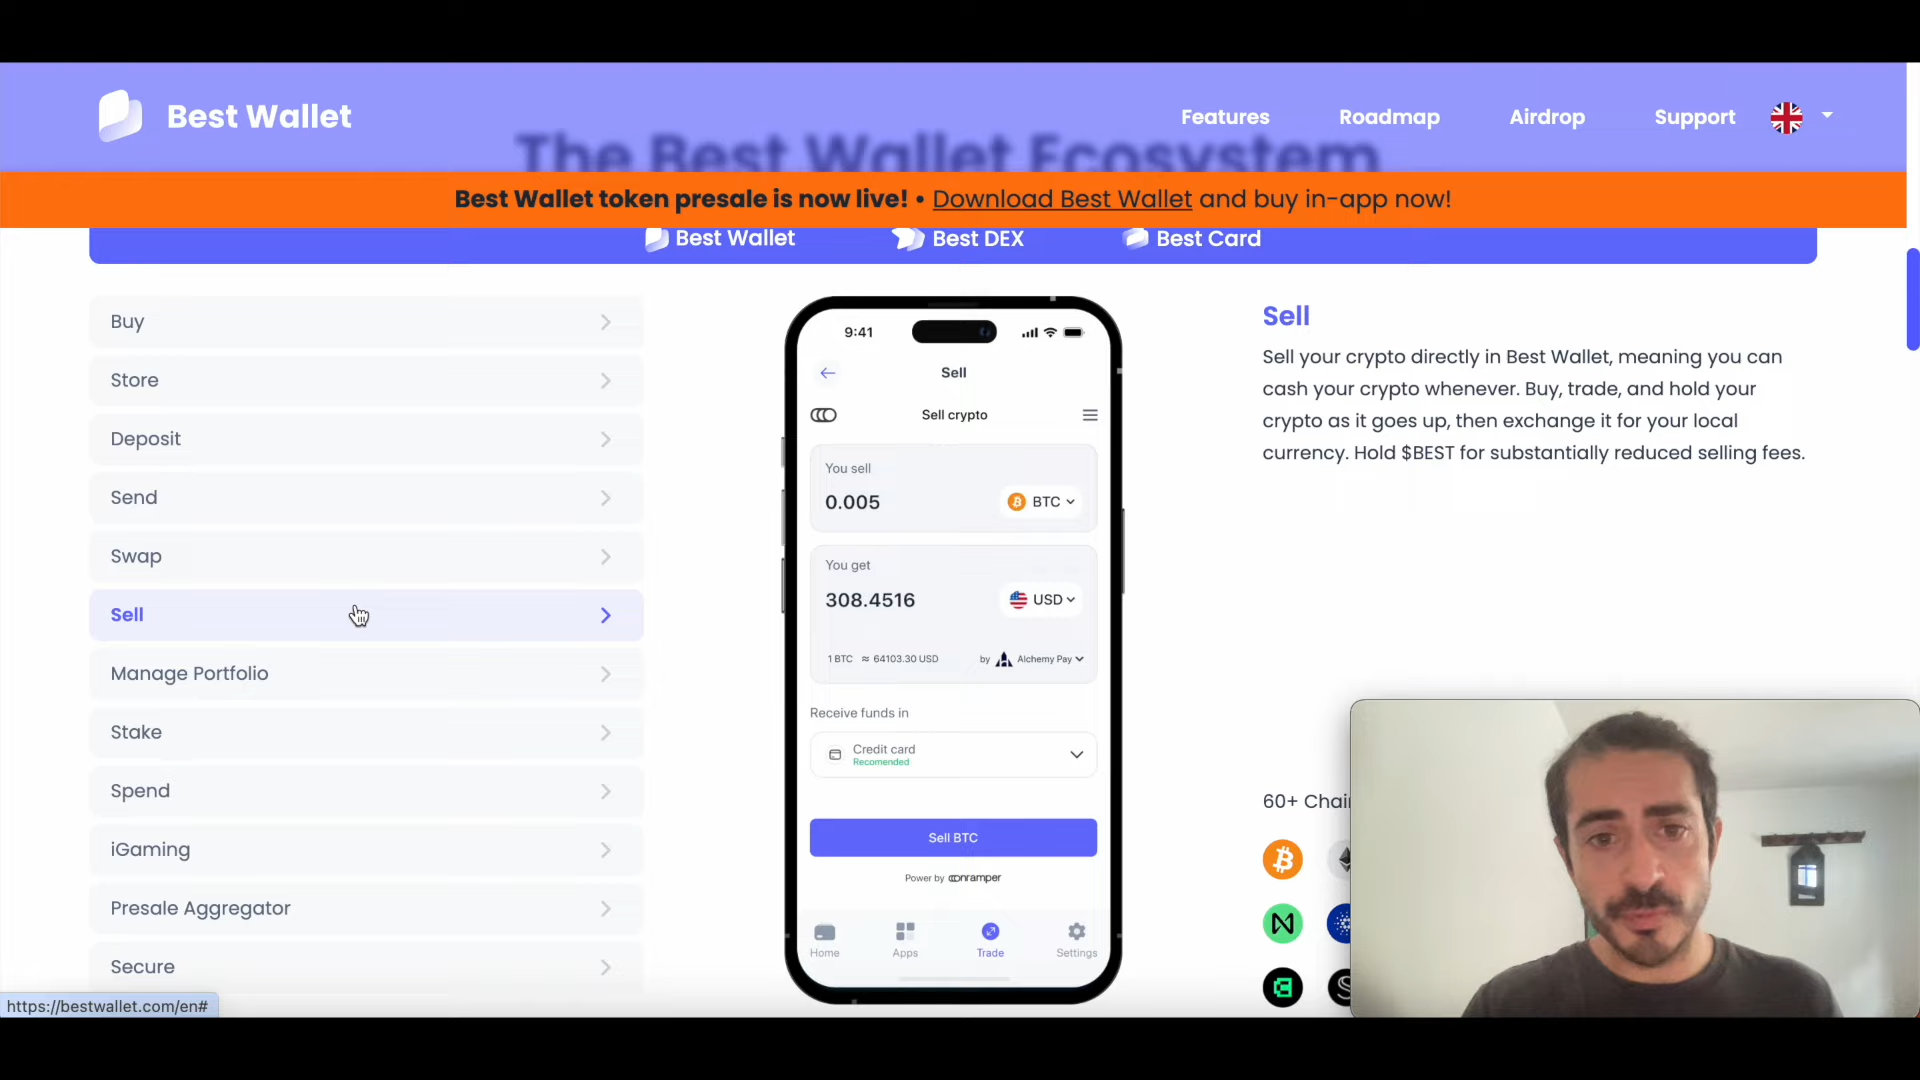 Best Wallet
Features
Roadmap
Airdrop
Support
The Best Wallet Ecosystem
Best Wallet token presale is now live! • Download Best Wallet and buy in-app now!
Best Wallet
Best DEX
Best Card
Buy
Store
Deposit
Send
Swap
Sell
Manage Portfolio
Stake
Spend
iGaming
Presale Aggregator
Secure
9:41
Sell
Sell crypto
You sell
0.005
BTC
You get
308.4516
USD
1 BTC ≈ 64103.30 USD
by Alchemy Pay
Receive funds in
Credit card
Recomended
Sell BTC
Power by onramper
Home
Apps
Trade
Settings
Sell
Sell your crypto directly in Best Wallet, meaning you can
cash your crypto whenever. Buy, trade, and hold your
crypto as it goes up, then exchange it for your local
currency. Hold $BEST for substantially reduced selling fees.
60+ Chai
https://bestwallet.com/en#